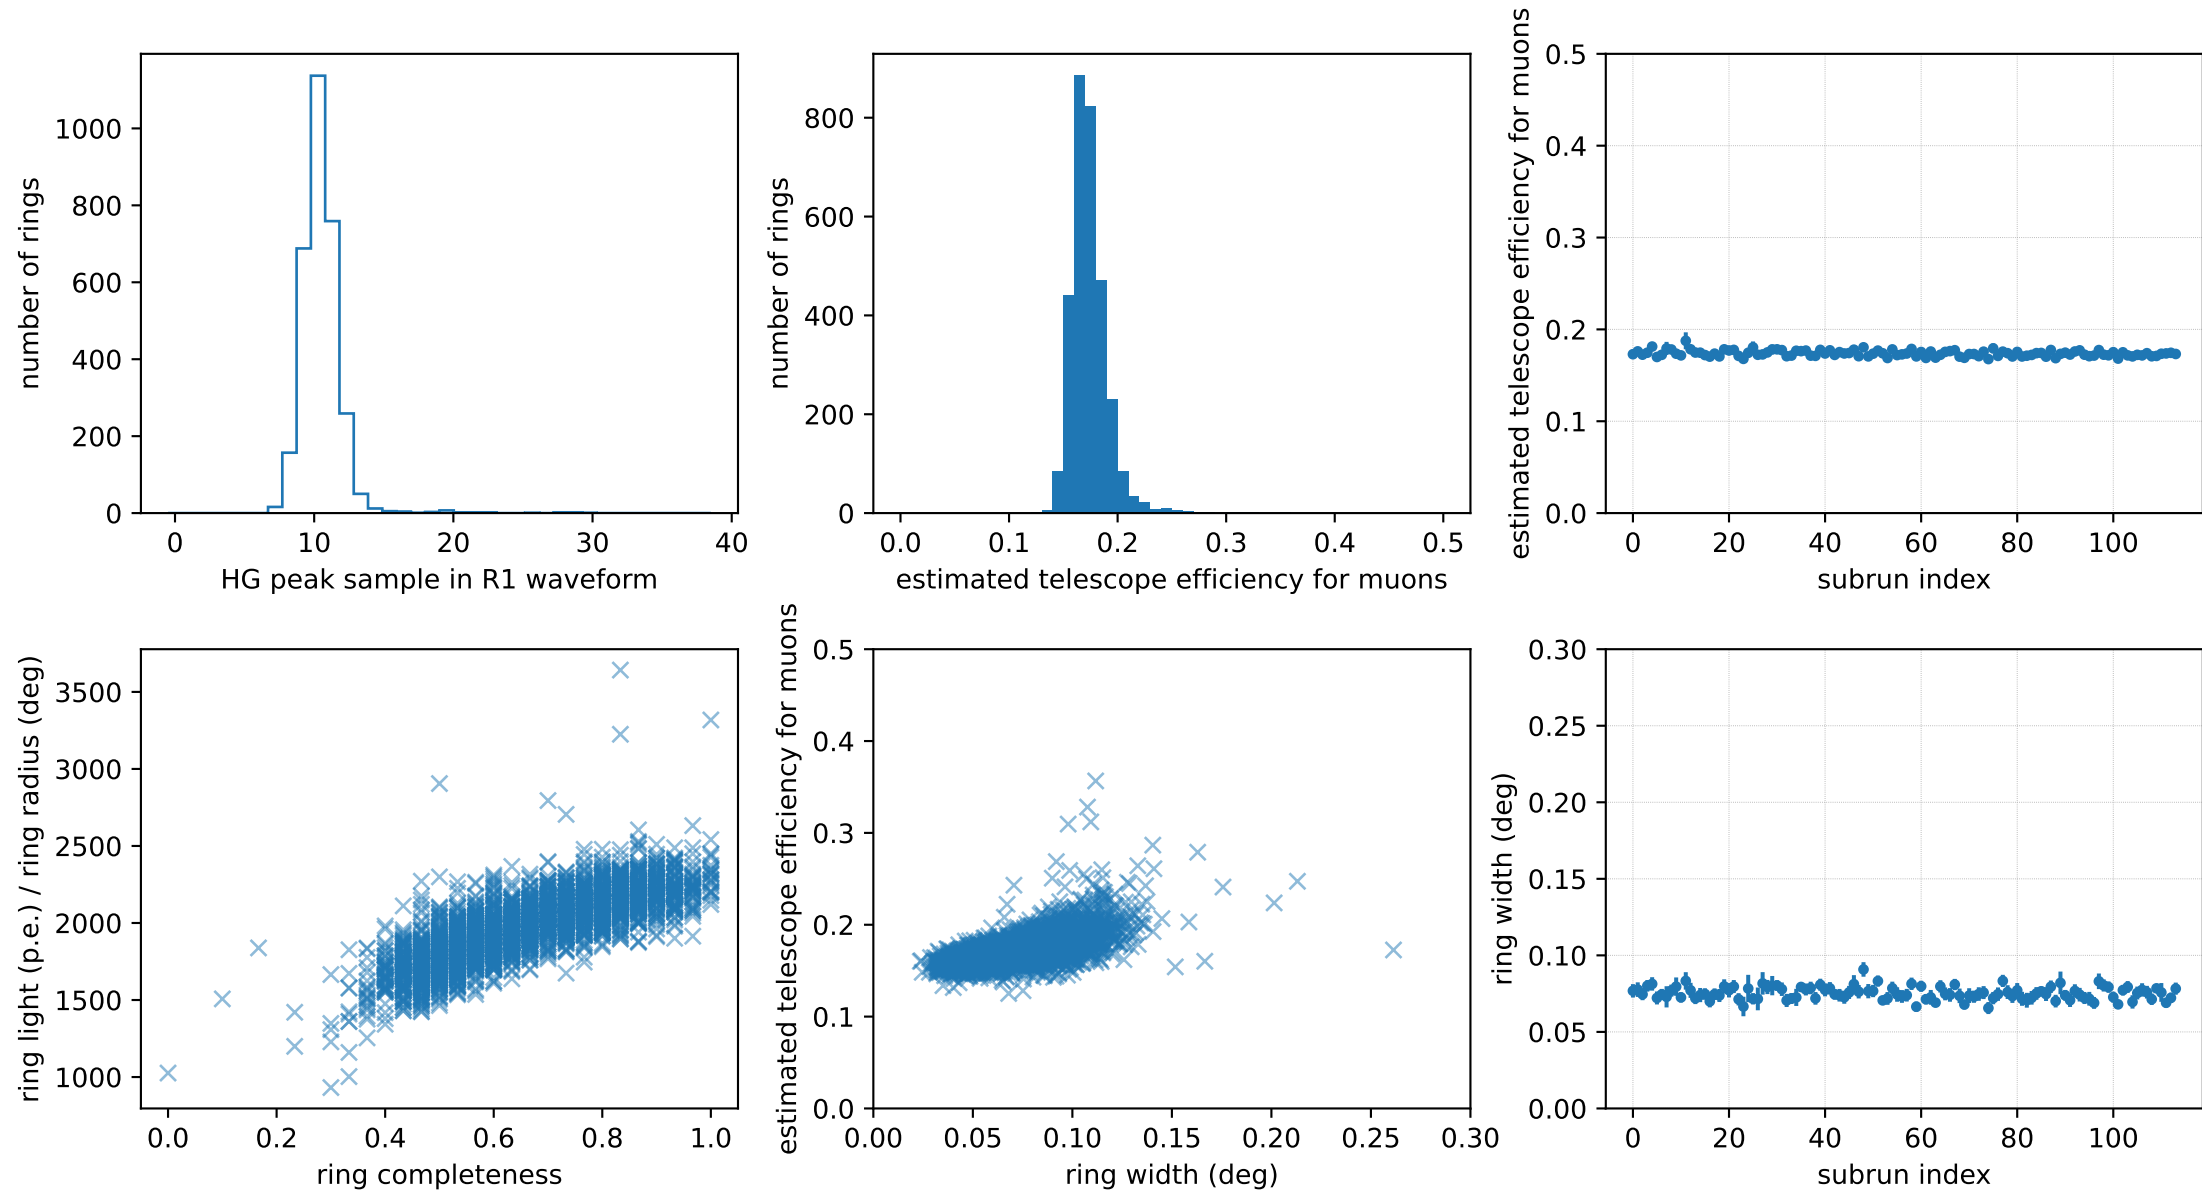 number of rings
1000
800
600
400
200
0
0 10 20 30 40
HG peak sample in R1 waveform
number of rings
800
600
400
200
0
0.0 0.1 0.2 0.3 0.4 0.5
estimated telescope efficiency for muons
estimated telescope efficiency for muons
0.5
0.4
0.3
0.2
0.1
0.0
0 20 40 60 80 100
subrun index
ring light (p.e.) / ring radius (deg)
3500
3000
2500
2000
1500
1000
0.0 0.2 0.4 0.6 0.8 1.0
ring completeness
estimated telescope efficiency for muons
0.5
0.4
0.3
0.2
0.1
0.0
0.00 0.05 0.10 0.15 0.20 0.25 0.30
ring width (deg)
ring width (deg)
0.30
0.25
0.20
0.15
0.10
0.05
0.00
0 20 40 60 80 100
subrun index